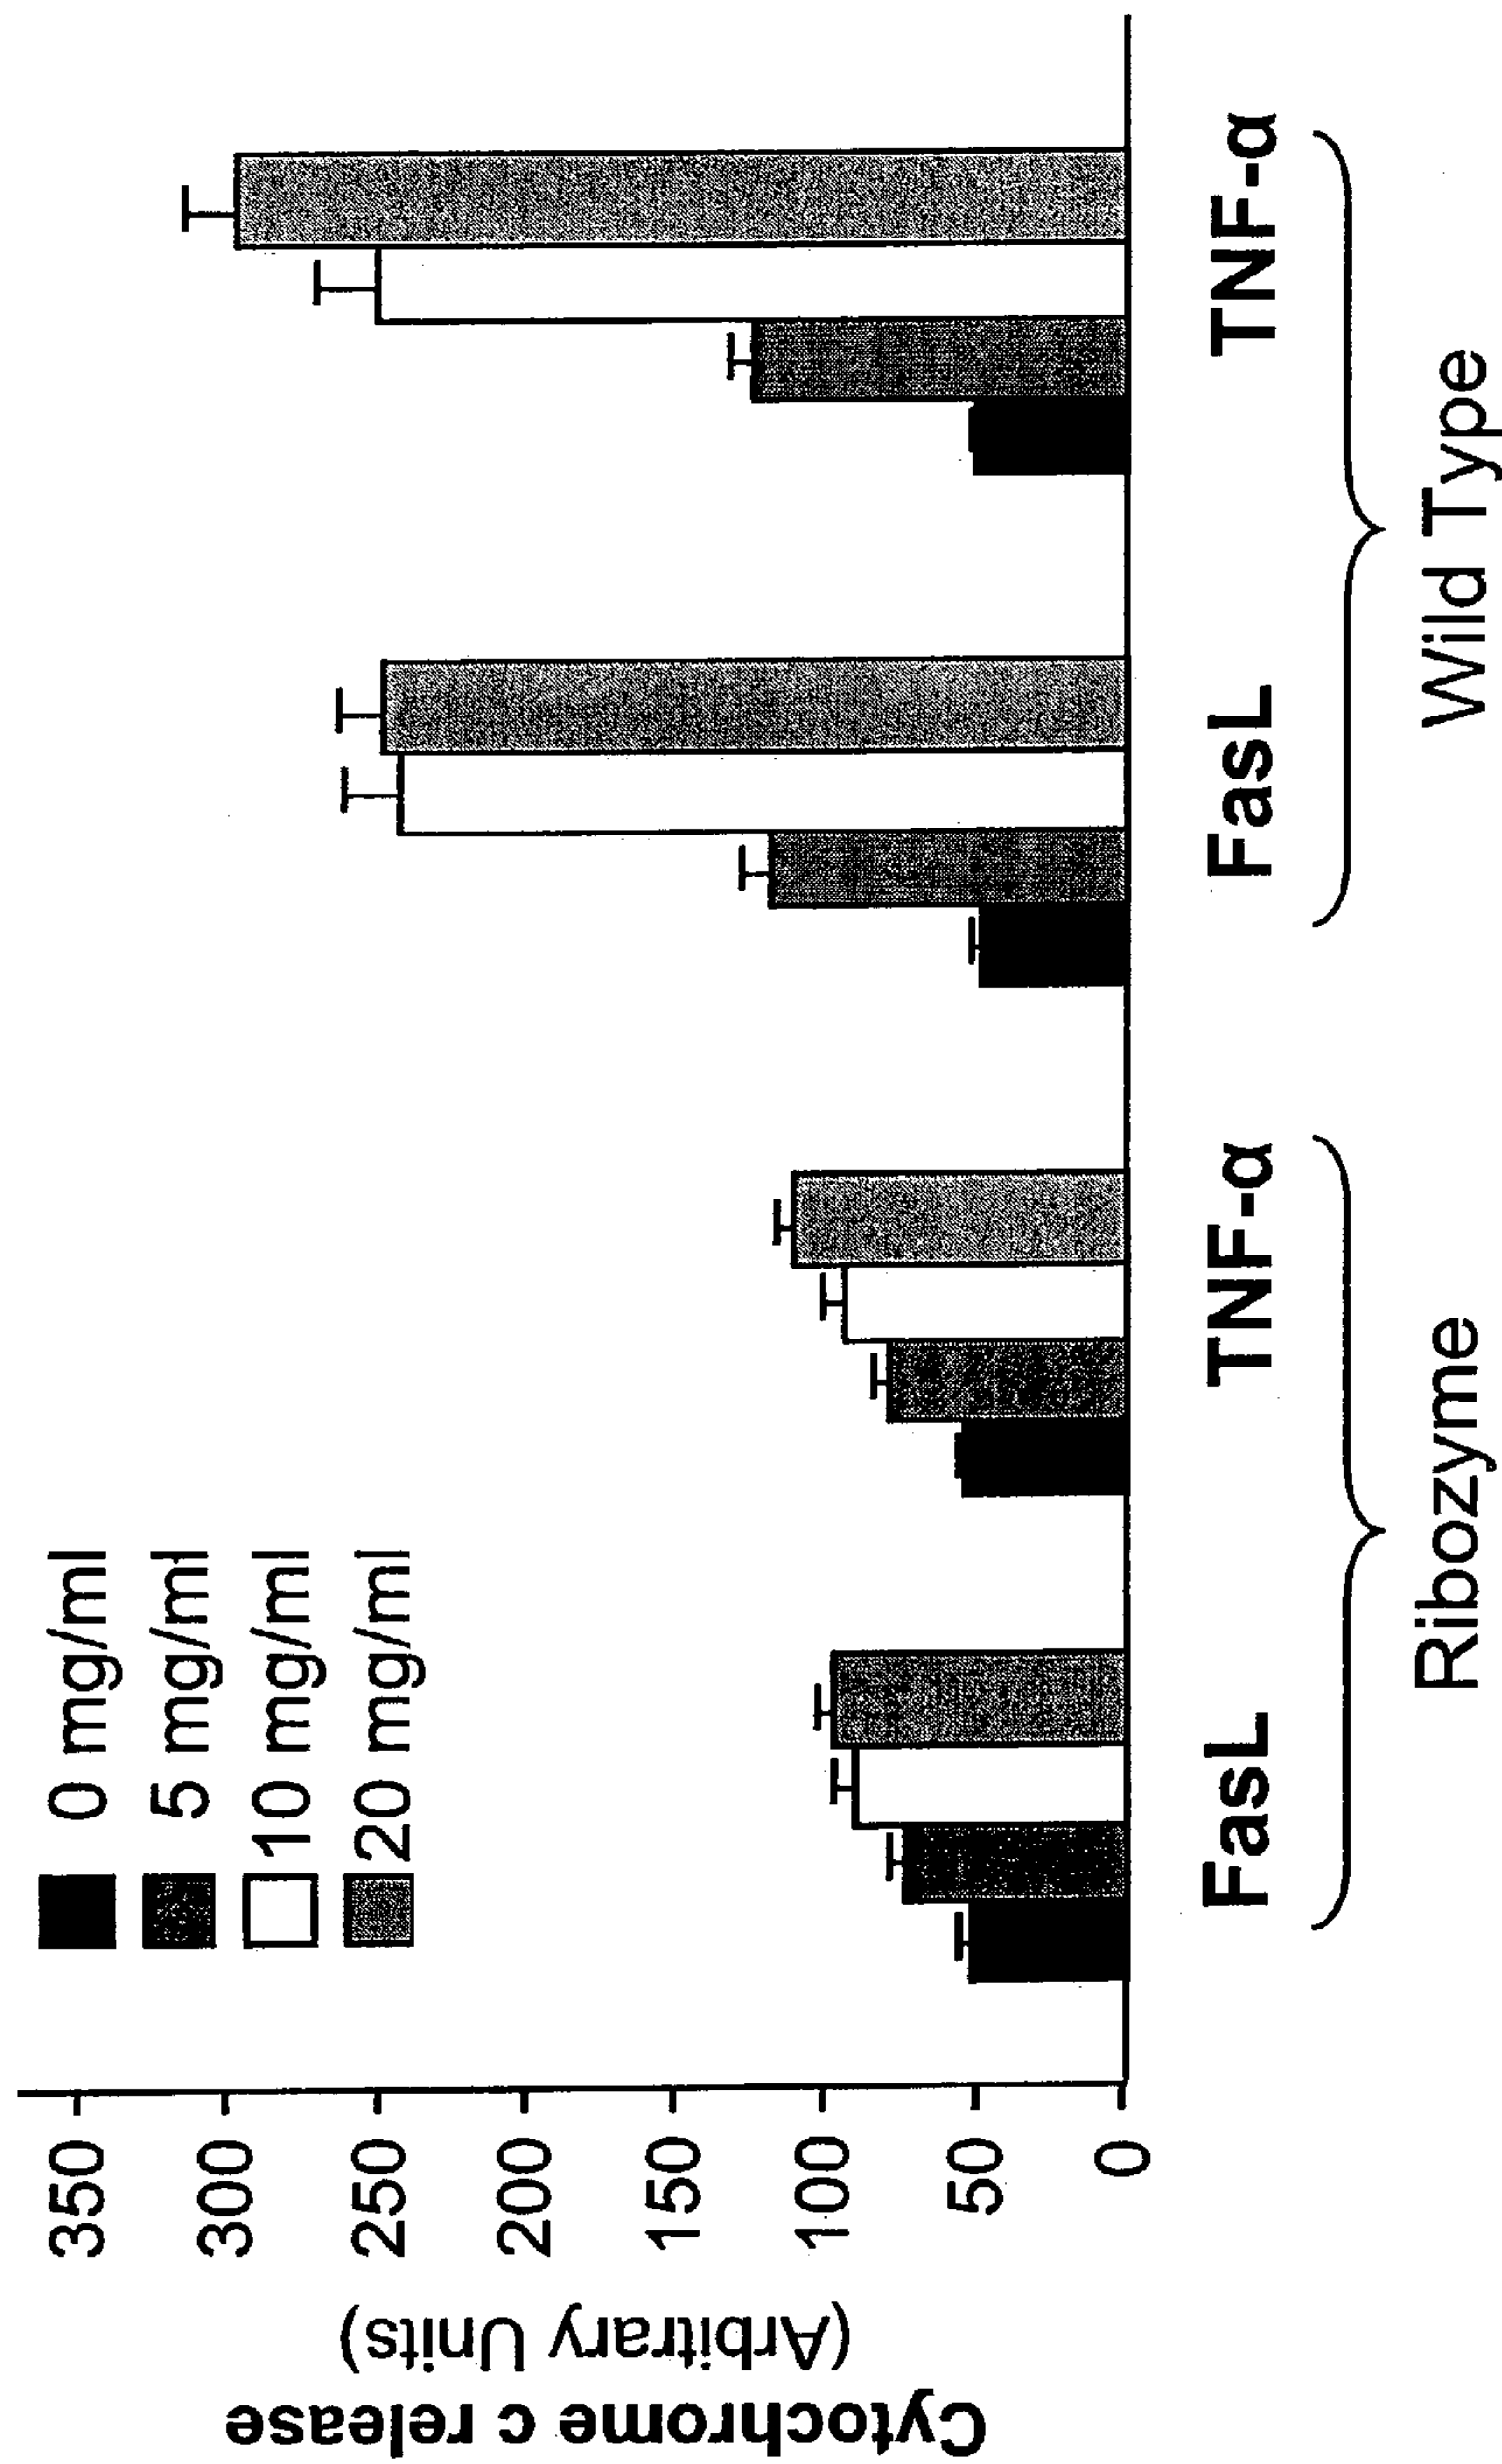 Cytochrome c release
(Arbitrary Units)
350
300
250
200
150
100
50
0
0 mg/ml
5 mg/ml
10 mg/ml
20 mg/ml
FasL
TNF-α
FasL
TNF-α
Ribozyme
Wild Type